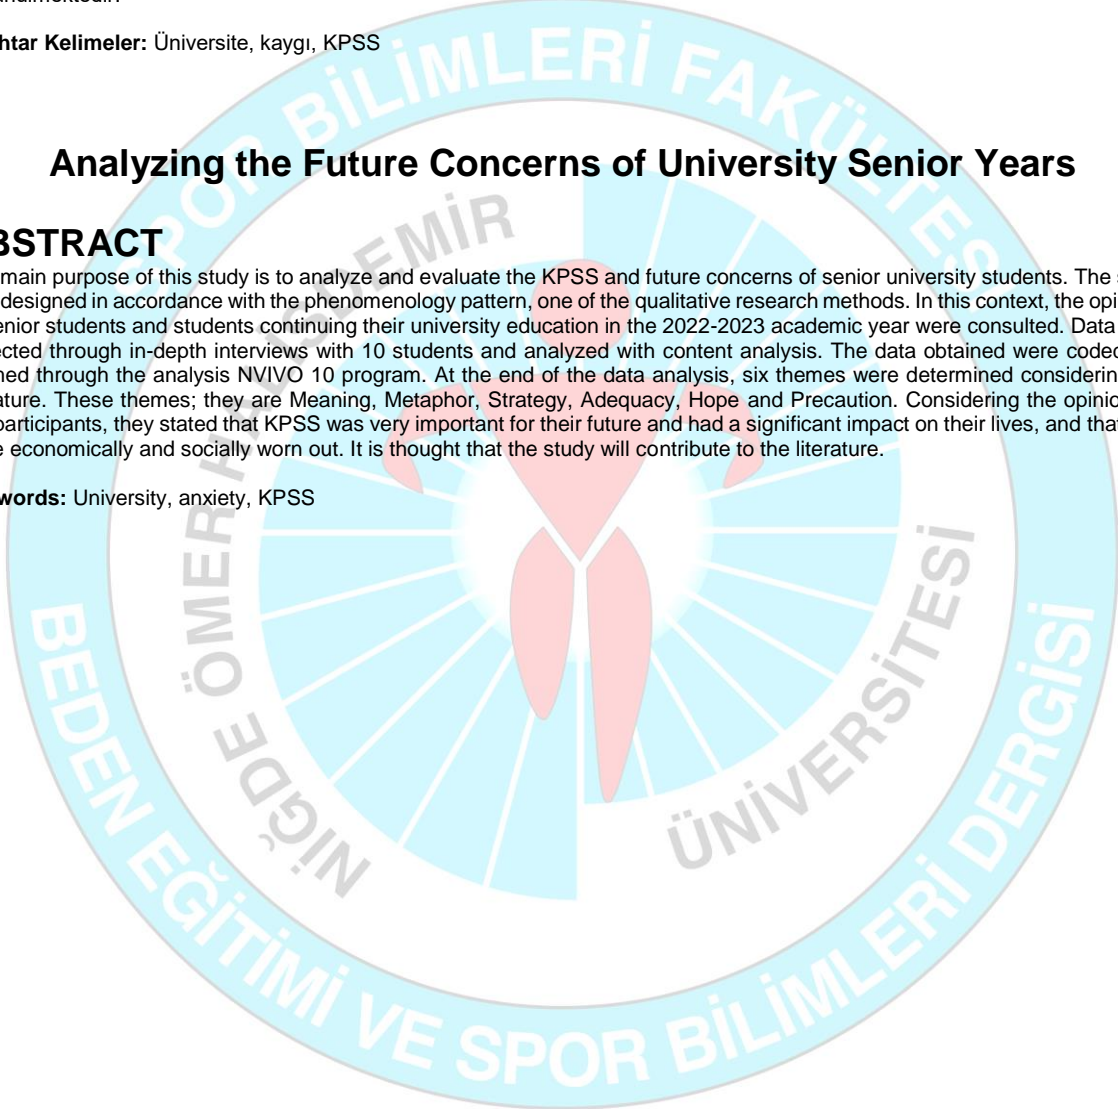 htar Kelimeler: Üniversite, kaygı, KPSS
Analyzing the Future Concerns of University Senior Years
BSTRACT
main purpose of this study is to analyze and evaluate the KPSS and future concerns of senior university students. The s
designed in accordance with the phenomenology pattern, one of the qualitative research methods. In this context, the opi
enior students and students continuing their university education in the 2022-2023 academic year were consulted. Data
ected through in-depth interviews with 10 students and analyzed with content analysis. The data obtained were coded
ned through the analysis NVIVO 10 program. At the end of the data analysis, six themes were determined considerin
ature. These themes; they are Meaning, Metaphor, Strategy, Adequacy, Hope and Precaution. Considering the opinio
participants, they stated that KPSS was very important for their future and had a significant impact on their lives, and that
e economically and socially worn out. It is thought that the study will contribute to the literature.
words: University, anxiety, KPSS
SPOR BİLİMLERİ FAKÜLTESİ
NİĞDE ÖMER HALİSDEMİR
ÜNİVERSİTESİ
BEDEN EĞİTİMİ VE SPOR BİLİMLERİ DERGİSİ